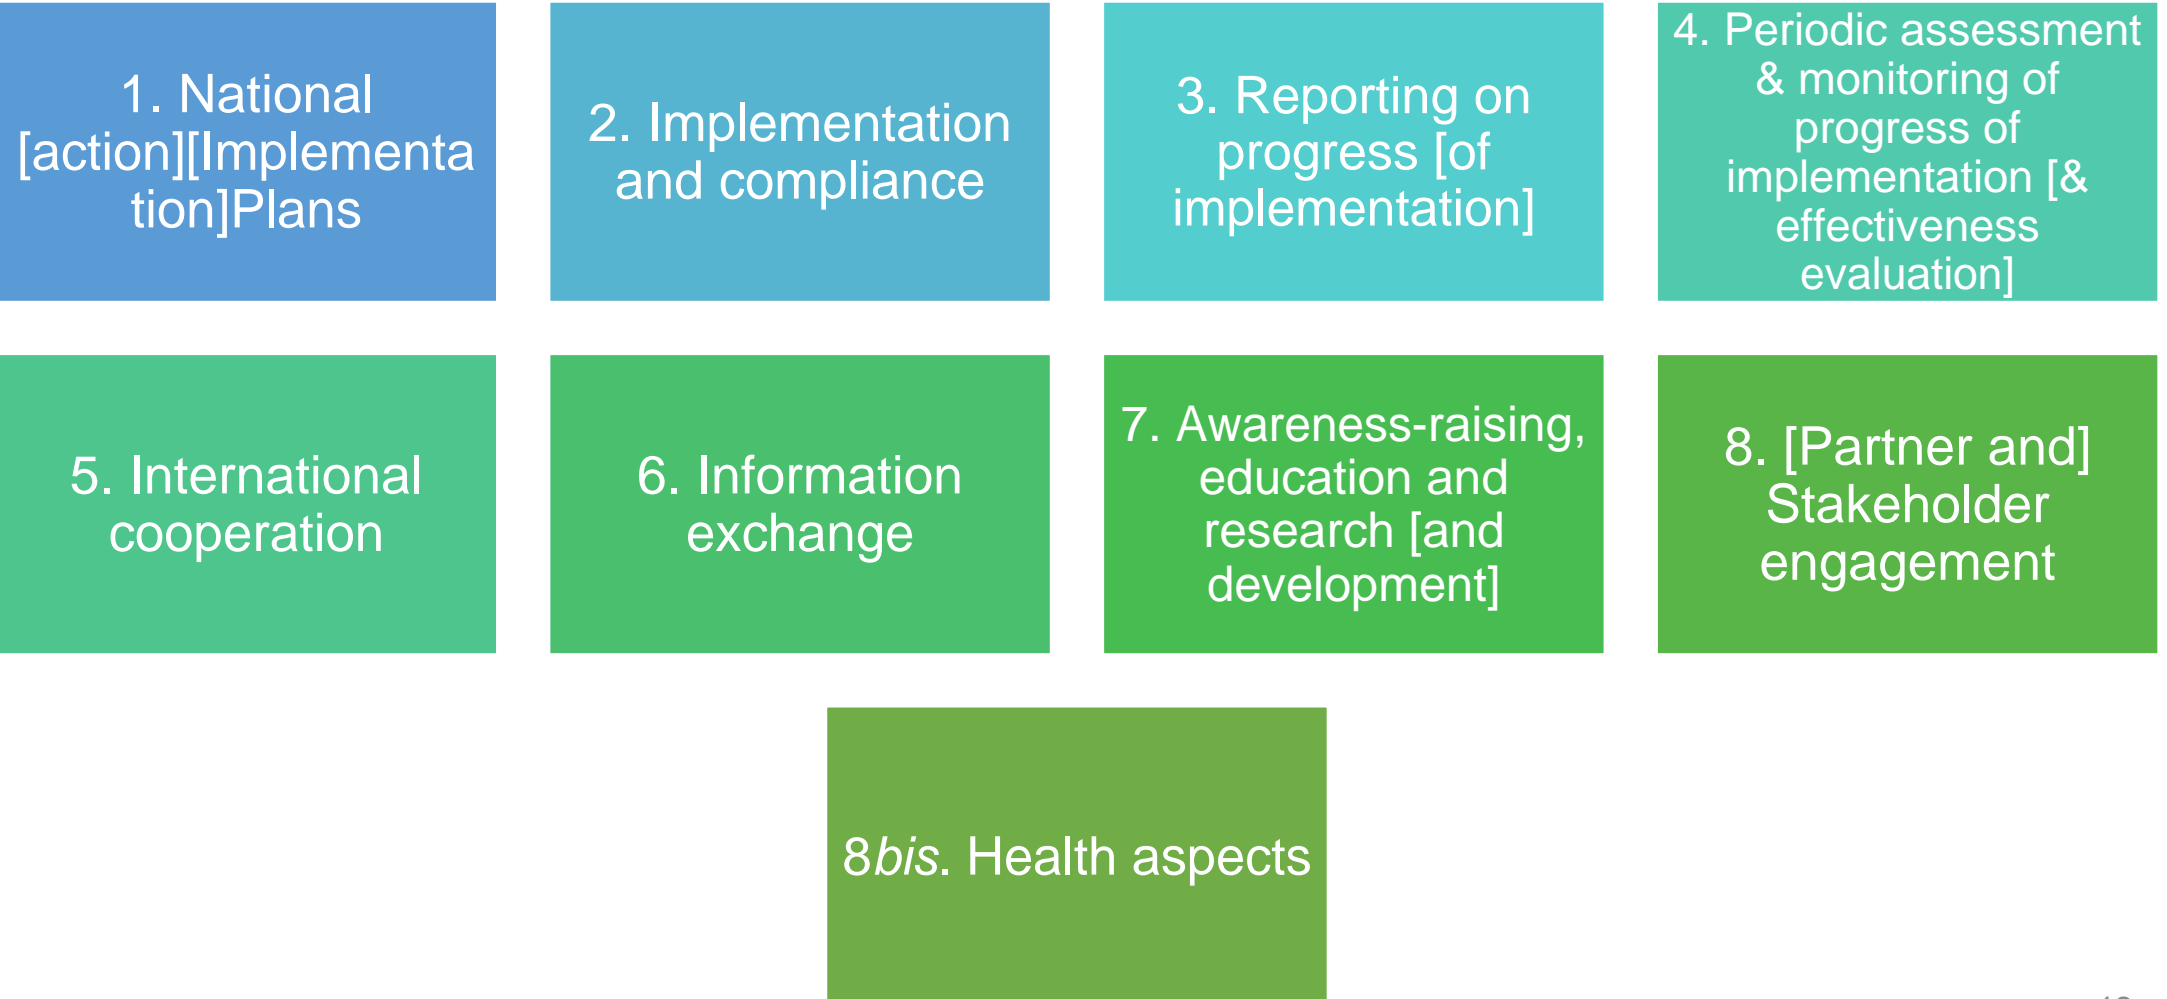 1. National
[action][Implementa
tion]Plans
2. Implementation
and compliance
3. Reporting on
progress [of
implementation]
4. Periodic assessment
& monitoring of
progress of
implementation [&
effectiveness
evaluation]
5. International
cooperation
6. Information
exchange
7. Awareness-raising,
education and
research [and
development]
8. [Partner and]
Stakeholder
engagement
8bis. Health aspects